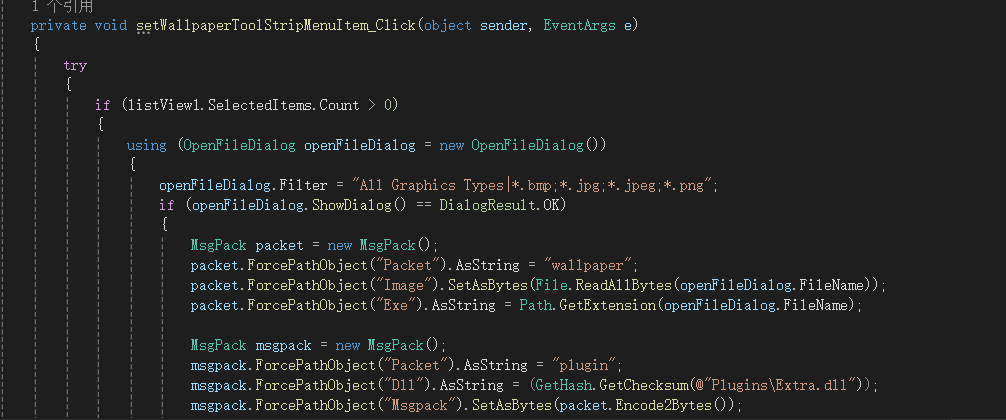 1 个引用
private void setWallpaperToolStripMenuItem_Click(object sender, EventArgs e)
{
try
{
if (listView1.SelectedItems.Count > 0)
{
using (OpenFileDialog openFileDialog = new OpenFileDialog())
{
openFileDialog.Filter = "All Graphics Types|*.bmp;*.jpg;*.jpeg;*.png";
if (openFileDialog.ShowDialog() == DialogResult.OK)
{
MsgPack packet = new MsgPack();
packet.ForcePathObject("Packet").AsString = "wallpaper";
packet.ForcePathObject("Image").SetAsBytes(File.ReadAllBytes(openFileDialog.FileName));
packet.ForcePathObject("Exe").AsString = Path.GetExtension(openFileDialog.FileName);
MsgPack msgpack = new MsgPack();
msgpack.ForcePathObject("Packet").AsString = "plugin";
msgpack.ForcePathObject("Dll").AsString = (GetHash.GetChecksum(@"Plugins\Extra.dll"));
msgpack.ForcePathObject("Msgpack").SetAsBytes(packet.Encode2Bytes());